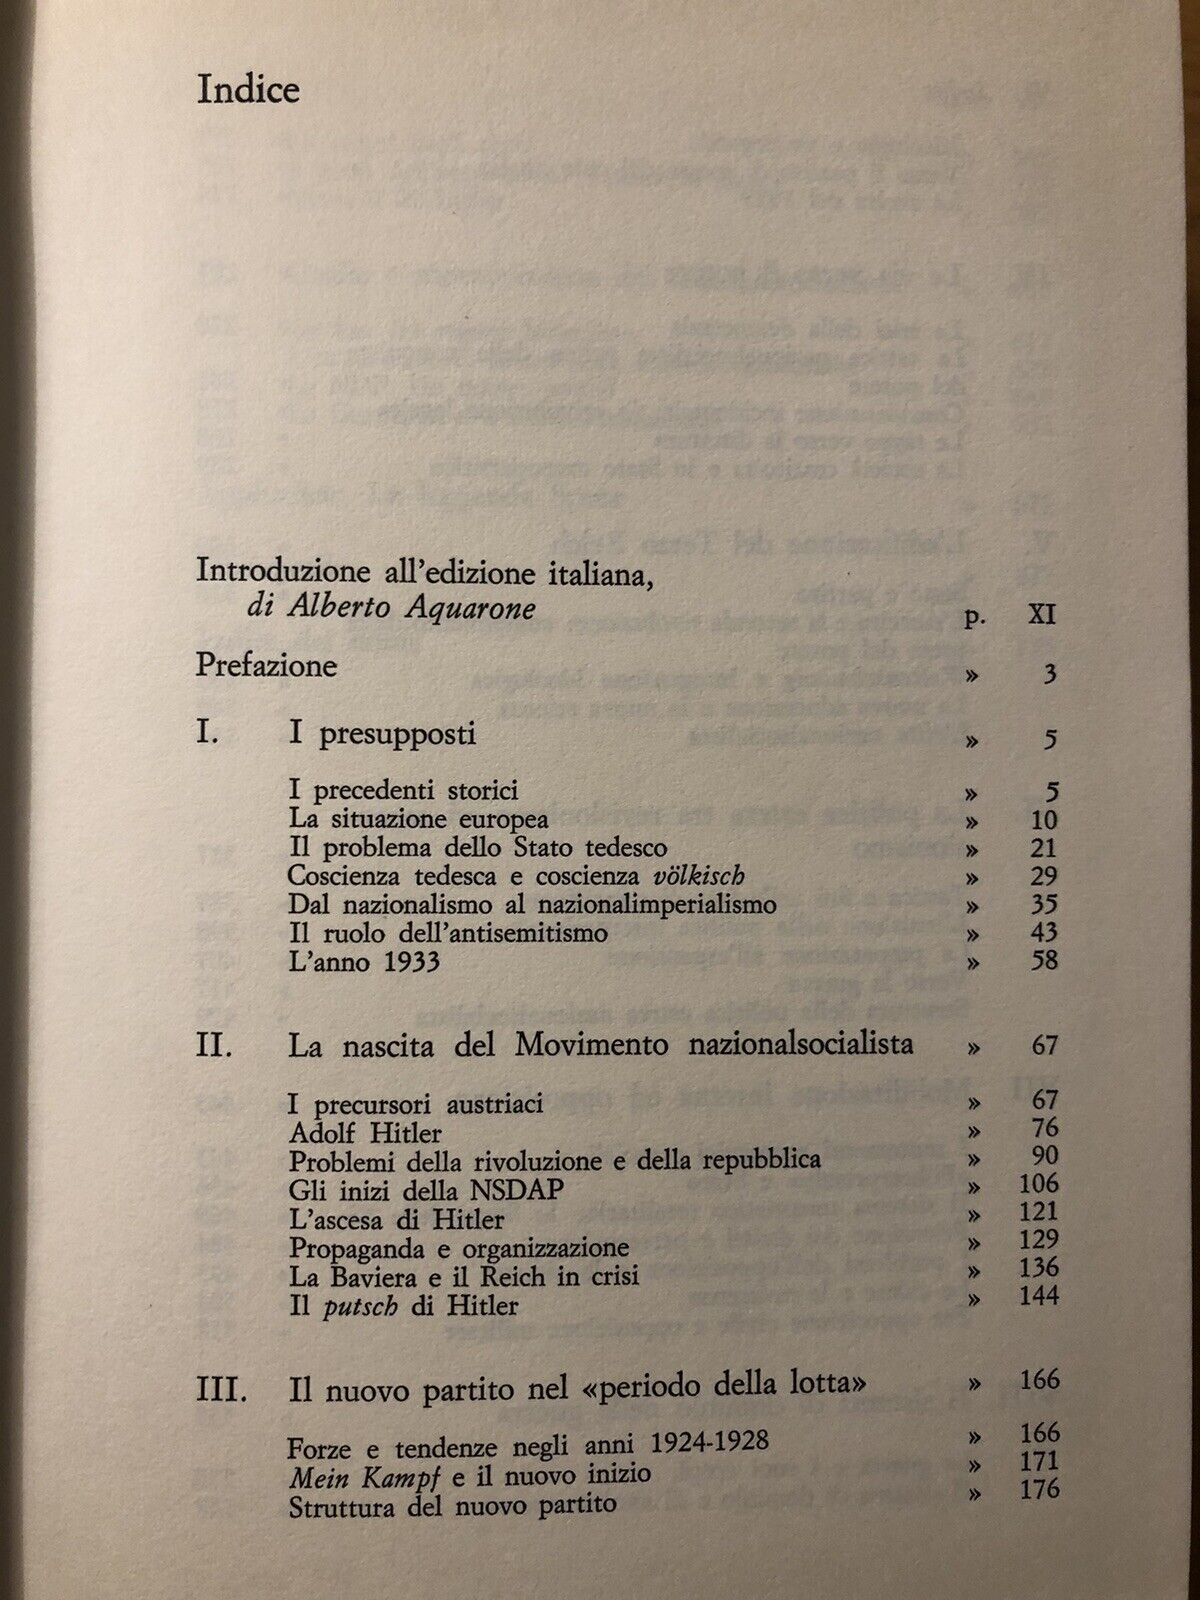 Indice
Introduzione all'edizione italiana,
di Alberto Aquarone p. XI
Prefazione » 3
I. I presupposti » 5
I precedenti storici » 5
La situazione europea » 10
Il problema dello Stato tedesco » 21
Coscienza tedesca e coscienza völkisch » 29
Dal nazionalismo al nazionalimperialismo » 35
Il ruolo dell'antisemitismo » 43
L'anno 1933 » 58
II. La nascita del Movimento nazionalsocialista » 67
I precursori austriaci » 67
Adolf Hitler » 76
Problemi della rivoluzione e della repubblica » 90
Gli inizi della NSDAP » 106
L'ascesa di Hitler » 121
Propaganda e organizzazione » 129
La Baviera e il Reich in crisi » 136
Il putsch di Hitler » 144
III. Il nuovo partito nel «periodo della lotta» » 166
Forze e tendenze negli anni 1924-1928 » 166
Mein Kampf e il nuovo inizio » 171
Struttura del nuovo partito » 176